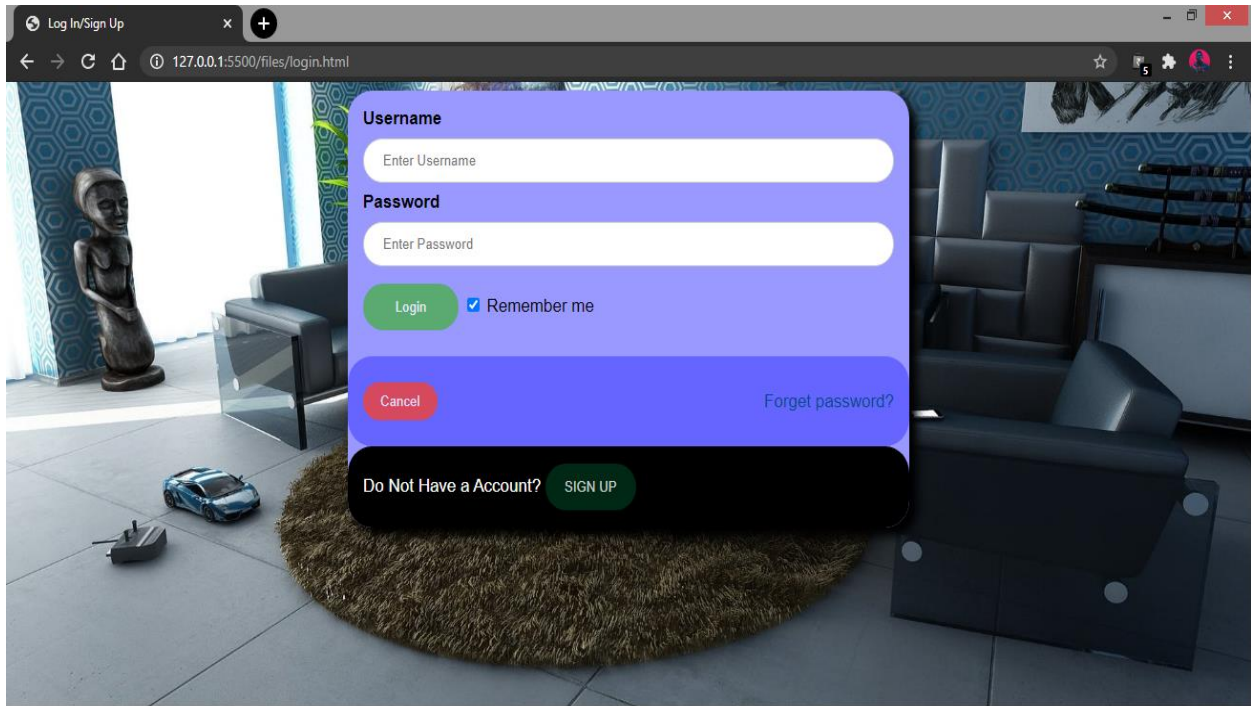 Log In/Sign Up
127.0.0.1:5500/files/login.html
5
Username
Enter Username
Password
Enter Password
Login Remember me
Cancel Forget password?
Do Not Have a Account? SIGN UP